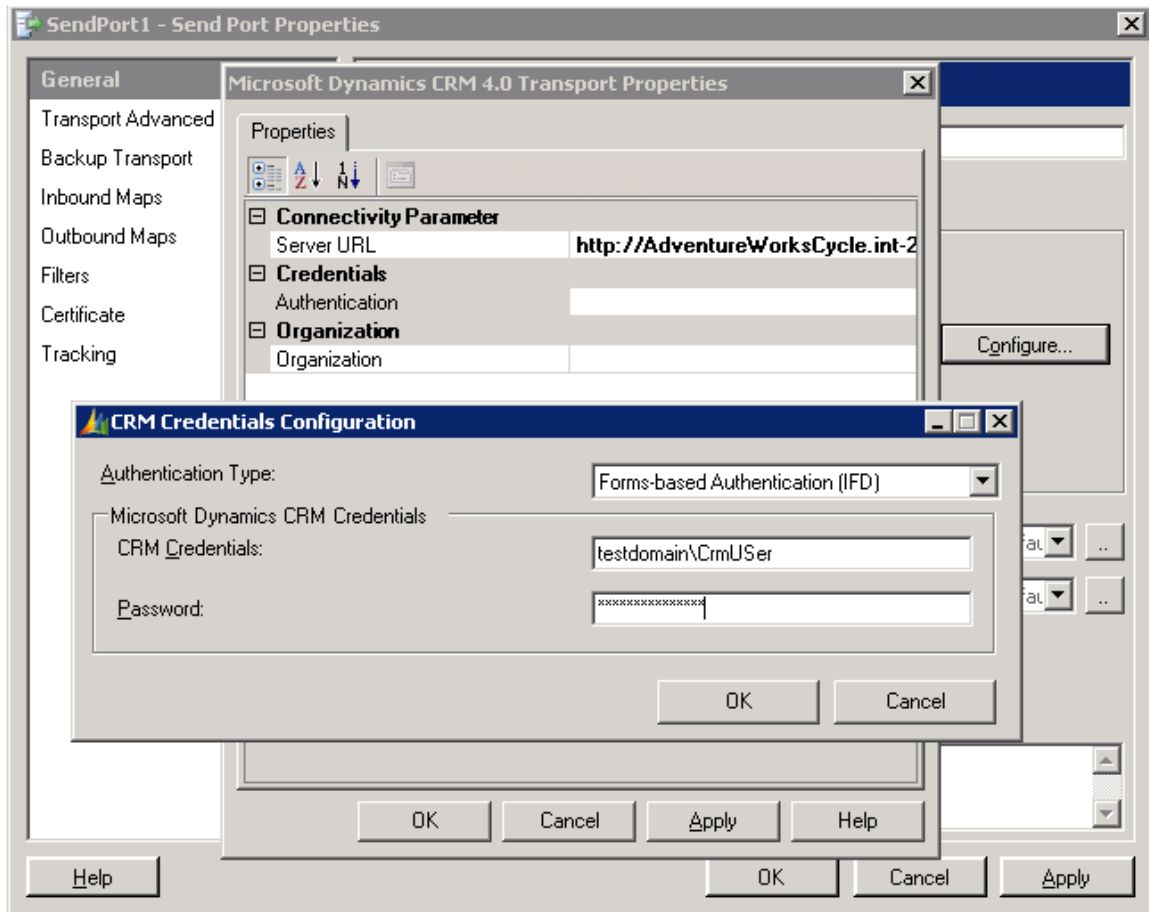 SendPort1 - Send Port Properties
General
Transport Advanced
Backup Transport
Inbound Maps
Outbound Maps
Filters
Certificate
Tracking
Microsoft Dynamics CRM 4.0 Transport Properties
Properties
Connectivity Parameter
Server URL http://AdventureWorksCycle.int-2
Credentials
Authentication
Organization
Organization
Configure...
CRM Credentials Configuration
Authentication Type: Forms-based Authentication (IFD)
Microsoft Dynamics CRM Credentials
CRM Credentials: testdomain\CrmUSer
Password: ***************
OK Cancel
OK Cancel Apply Help
Help OK Cancel Apply